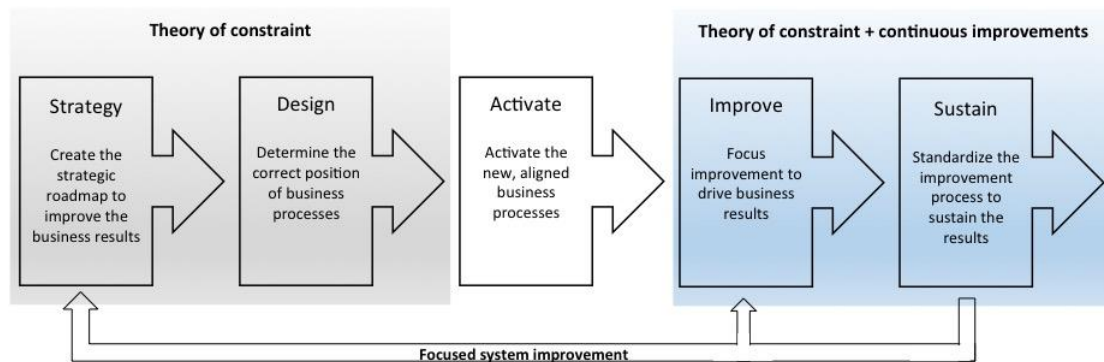 Theory of constraint
Theory of constraint + continuous improvements
Strategy
Create the
strategic
roadmap to
improve the
business results
Design
Determine the
correct position
of business
processes
Activate
Activate the
new, aligned
business
processes
Improve
Focus
improvement to
drive business
results
Sustain
Standardize the
improvement
process to
sustain the
results
Focused system improvement